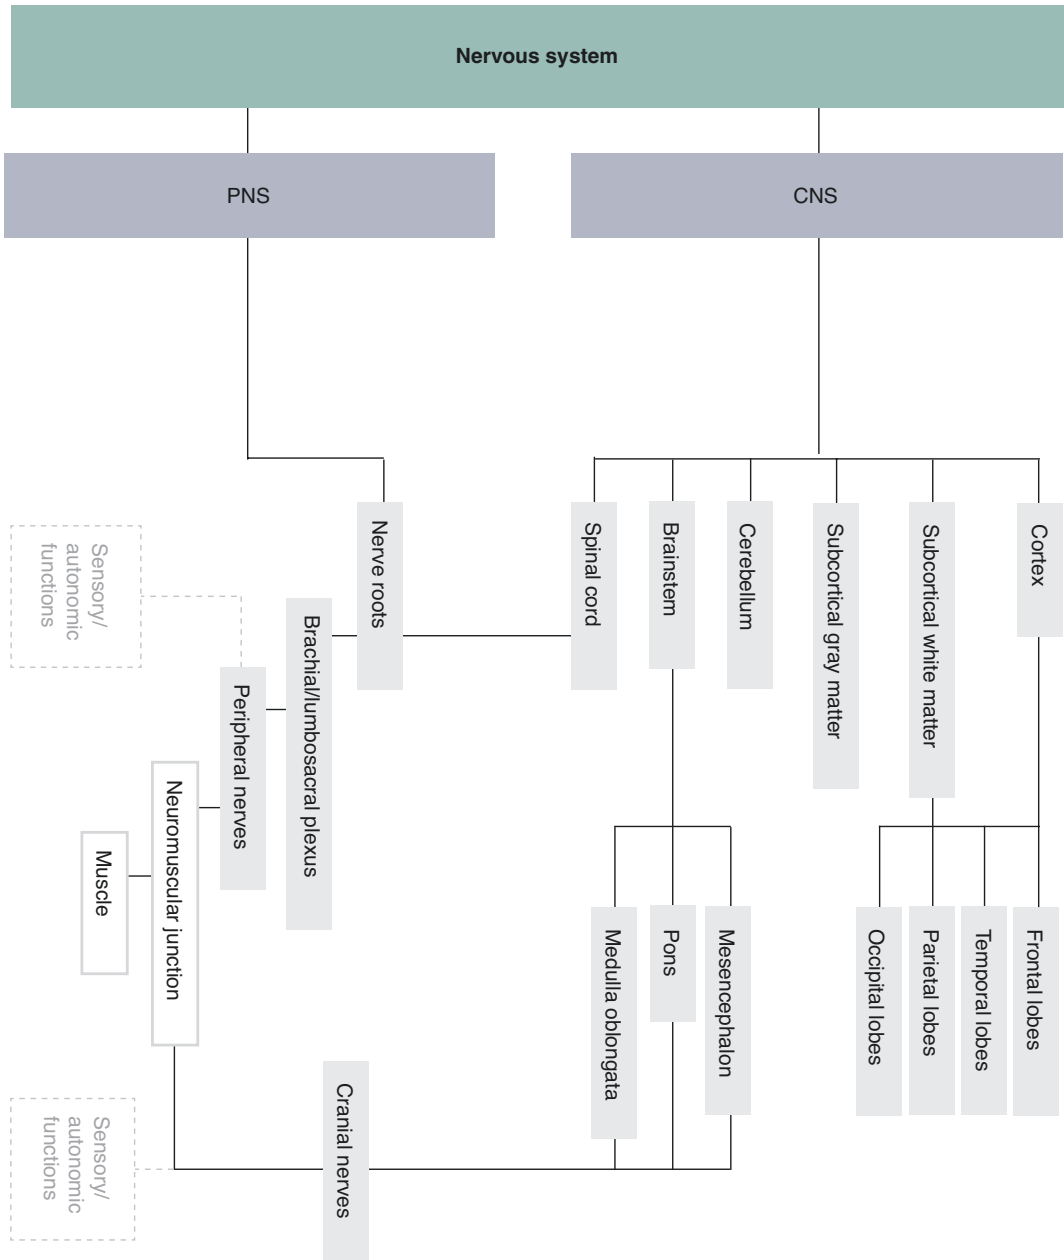 Nervous system
PNS
CNS
Nerve roots
Spinal cord
Brainstem
Cerebellum
Subcortical gray matter
Subcortical white matter
Cortex
Sensory/
autonomic
functions
Brachial/lumbosacral plexus
Peripheral nerves
Neuromuscular junction
Muscle
Medulla oblongata
Pons
Mesencephalon
Occipital lobes
Parietal lobes
Temporal lobes
Frontal lobes
Cranial nerves
Sensory/
autonomic
functions